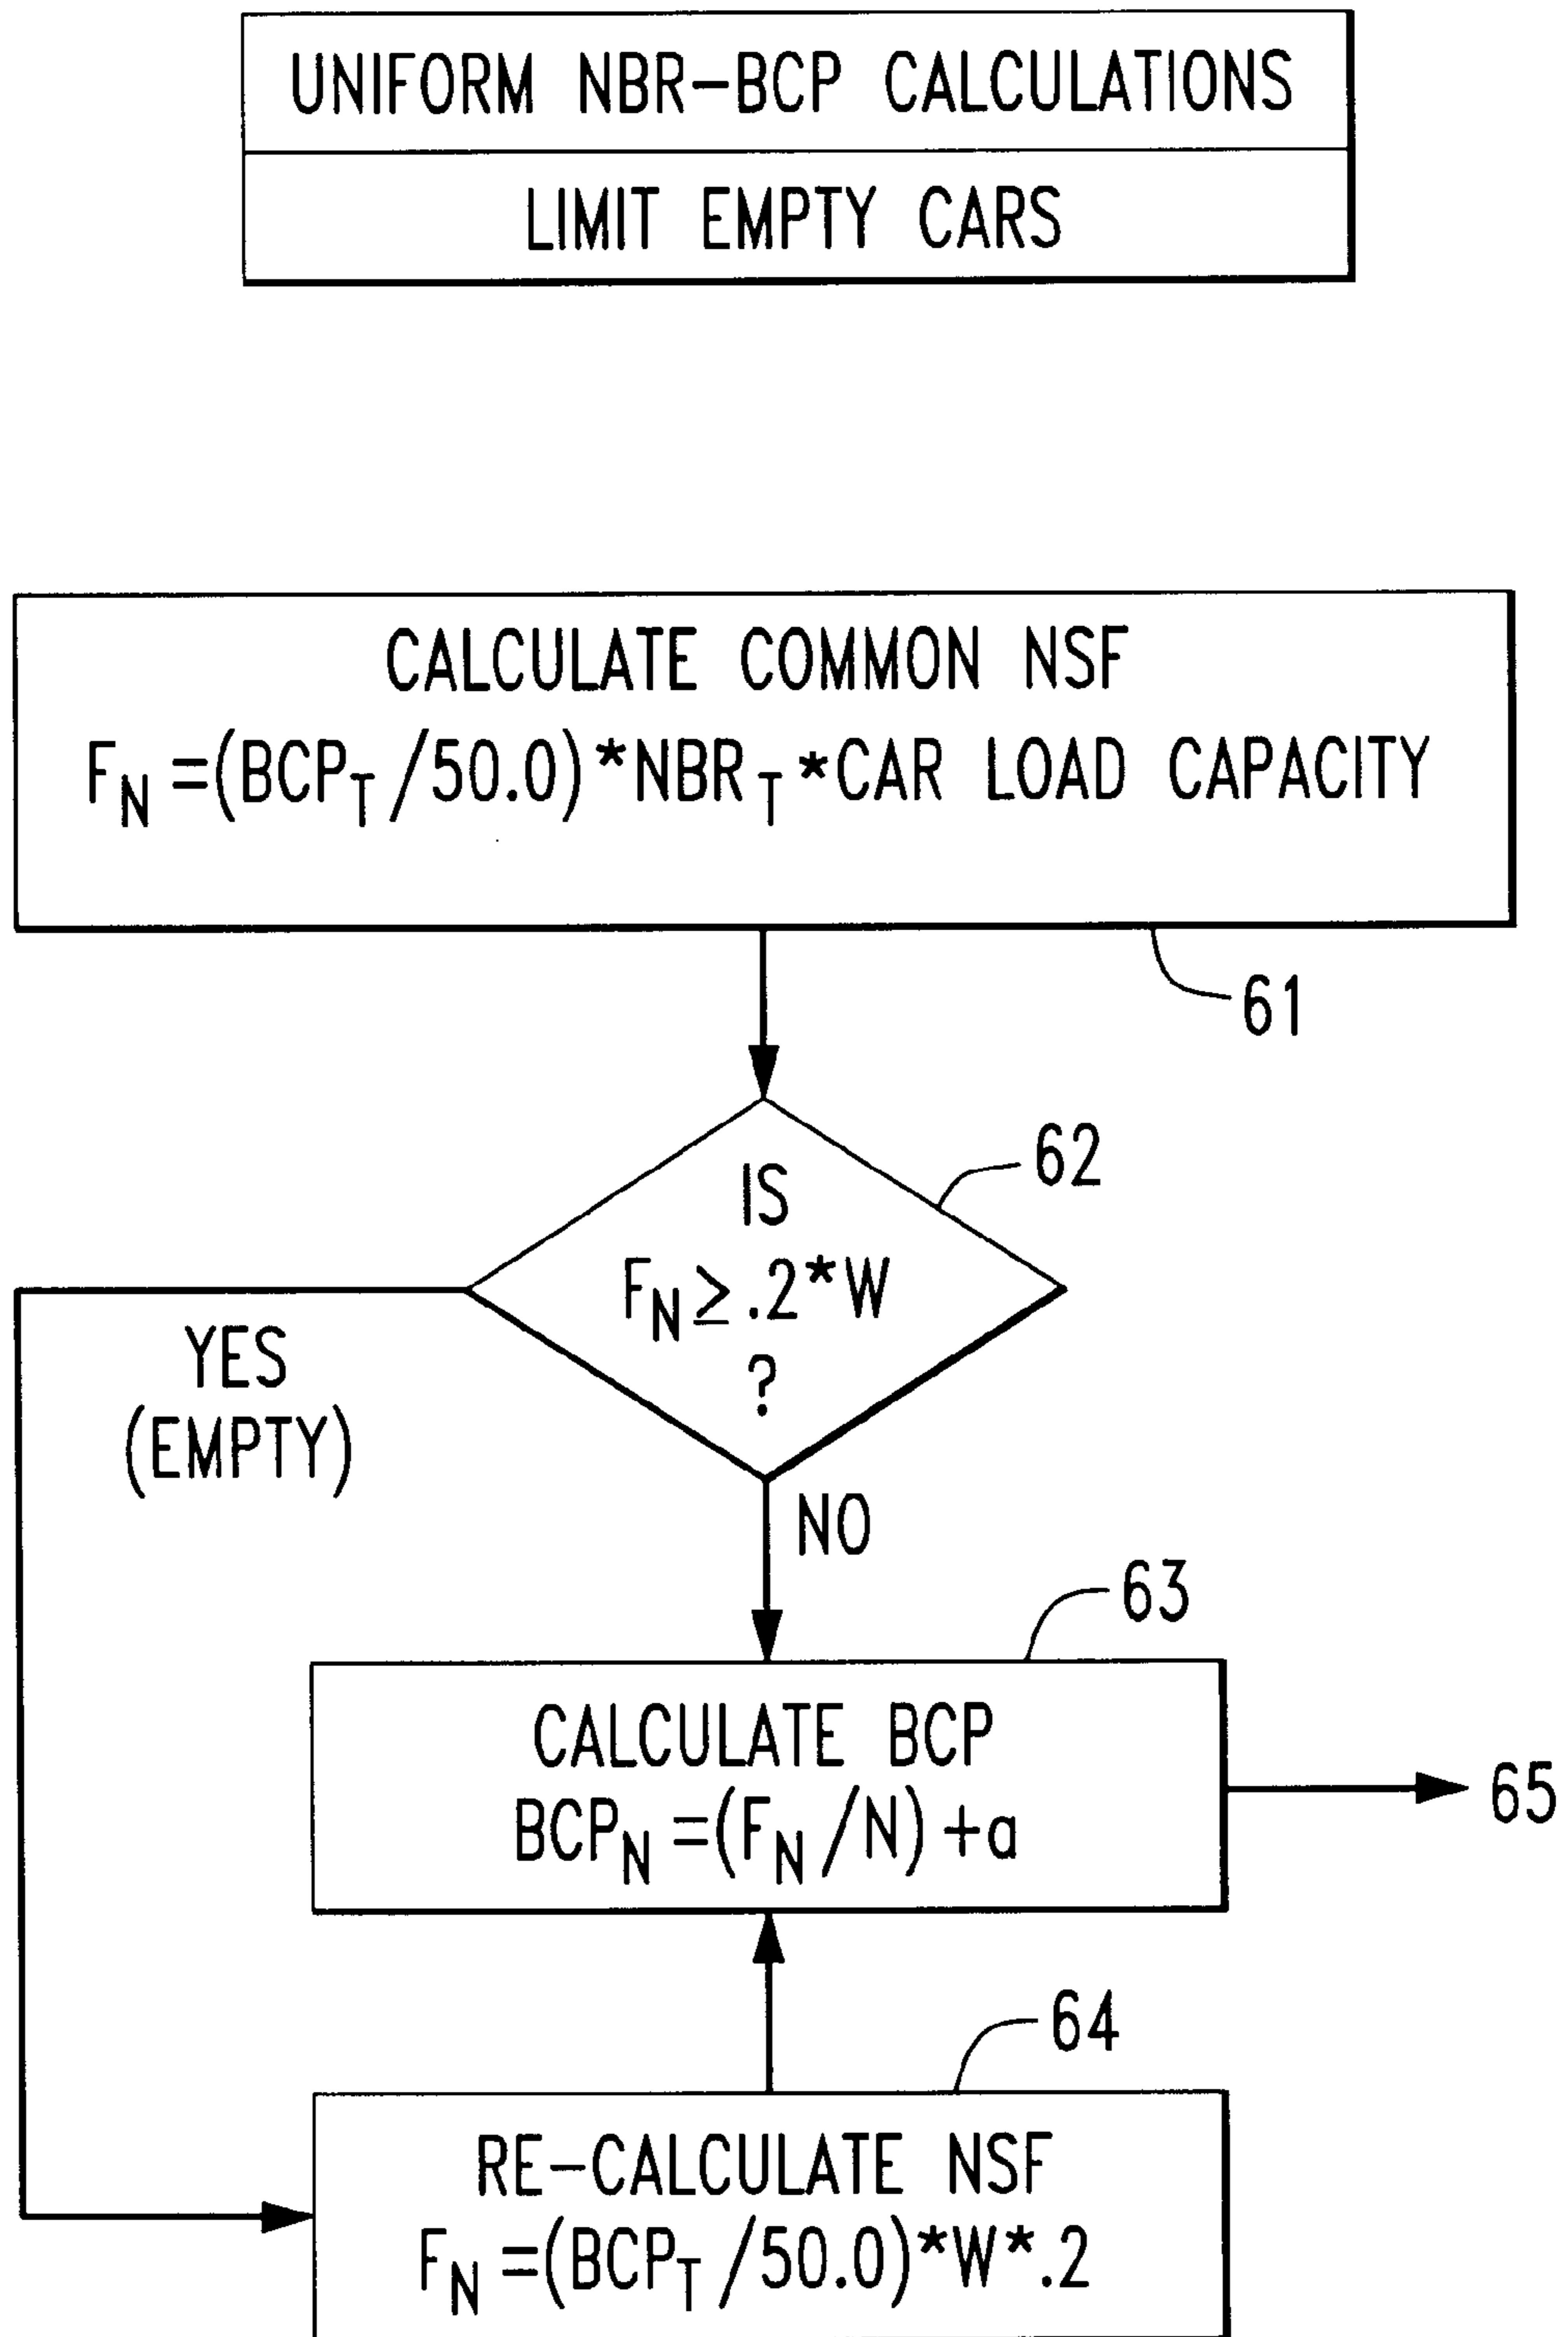 UNIFORM NBR-BCP CALCULATIONS
LIMIT EMPTY CARS
CALCULATE COMMON NSF
F_N =(BCP_T /50.0)*NBR_T *CAR LOAD CAPACITY
61
62
IS
F_N ≥ .2*W
?
YES
(EMPTY)
NO
63
CALCULATE BCP
BCP_N =(F_N /N)+a
65
64
RE-CALCULATE NSF
F_N =(BCP_T /50.0)*W*.2